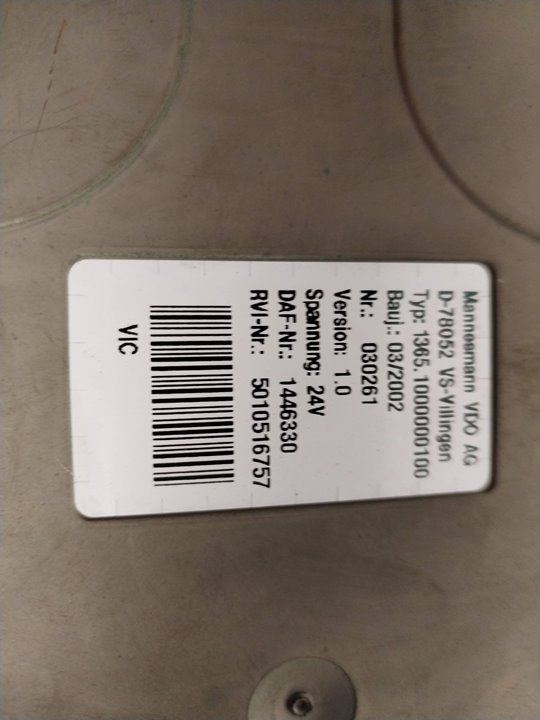 Mannesmann VDO AG
D-78052 VS-Villingen
Typ: 1365.1000000100
Bauj.: 03/2002
Nr.: 030261
Version: 1.0
Spannung: 24V
DAF-Nr.: 1446330
RVI-Nr.: 5010516757
VIC